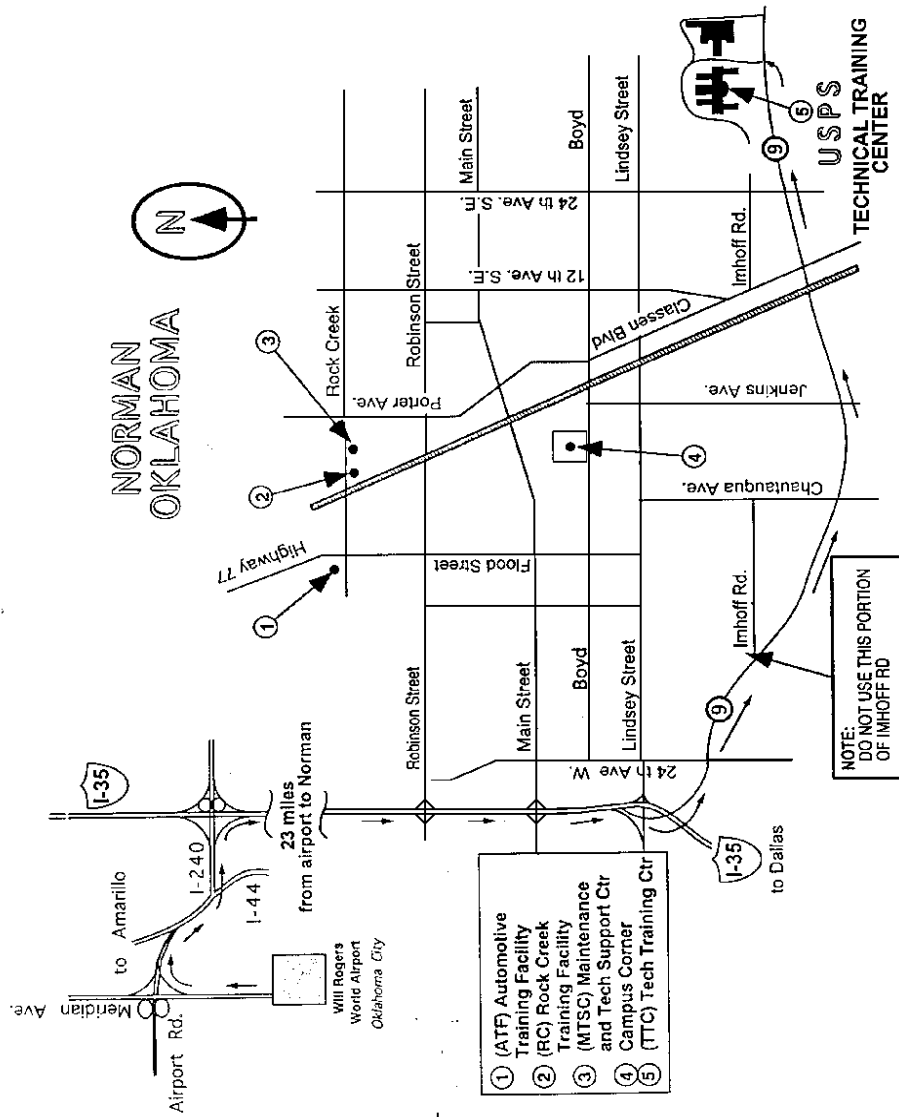 NORMAN
OKLAHOMA
N
Meridian Ave.
Airport Rd.
to Amarillo
I-240
I-44
I-35
Will Rogers
World Airport
Oklahoma City
23 miles
from airport to Norman
Highway 77
1
2
3
Rock Creek
Porter Ave.
Robinson Street
Robinson Street
Main Street
Main Street
Flood Street
12 th Ave. S.E.
24 th Ave. S.E.
Boyd
Boyd
Lindsey Street
Lindsey Street
24 th Ave W.
4
Classen Blvd
Chautauqua Ave.
Jenkins Ave.
Imhoff Rd.
Imhoff Rd.
9
9
I-35
to Dallas
5
USPS
TECHNICAL TRAINING
CENTER
NOTE:
DO NOT USE THIS PORTION
OF IMHOFF RD
1 (ATF) Automotive
Training Facility
2 (RC) Rock Creek
Training Facility
3 (MTSC) Maintenance
and Tech Support Ctr
4 Campus Corner
5 (TTC) Tech Training Ctr